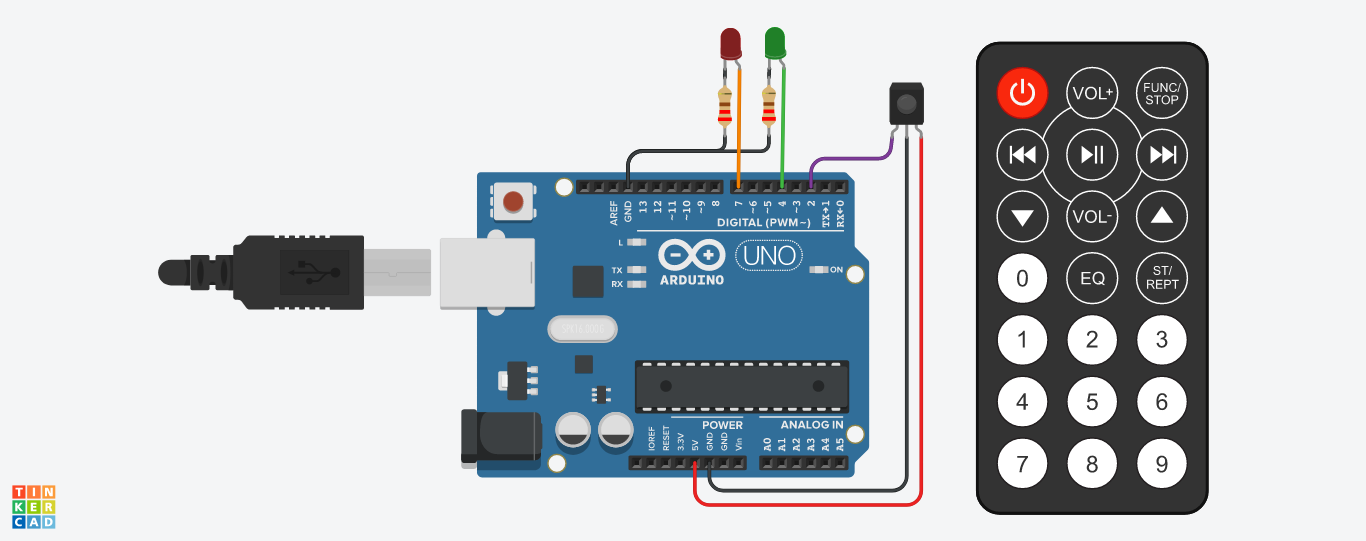 VOL+
FUNC/
STOP
VOL-
0
EQ
ST/
REPT
1
2
3
4
5
6
7
8
9
AREF
GND
13
12
~11
~10
~9
8
7
~6
~5
4
~3
2
TX→1
RX←0
DIGITAL (PWM~)
L
TX
RX
ARDUINO
UNO
ON
POWER
ANALOG IN
IOREF
RESET
3.3V
5V
GND
GND
Vin
A0
A1
A2
A3
A4
A5
TIN
KER
CAD